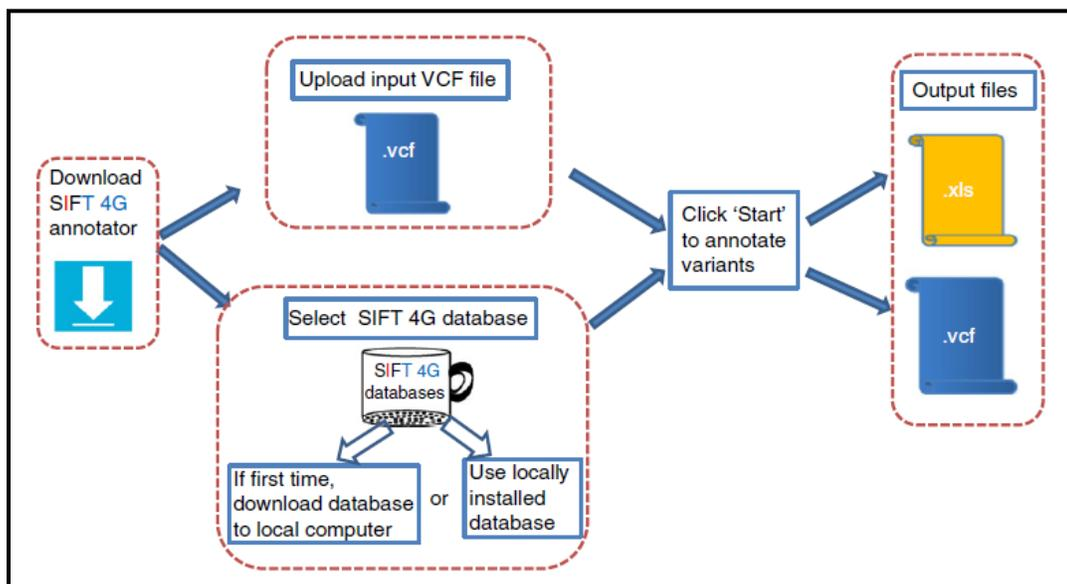 Download
SIFT 4G
annotator
Upload input VCF file
.vcf
Select SIFT 4G database
SIFT 4G
databases
If first time,
download database
to local computer
or
Use locally
installed
database
Click ‘Start’
to annotate
variants
Output files
.xls
.vcf